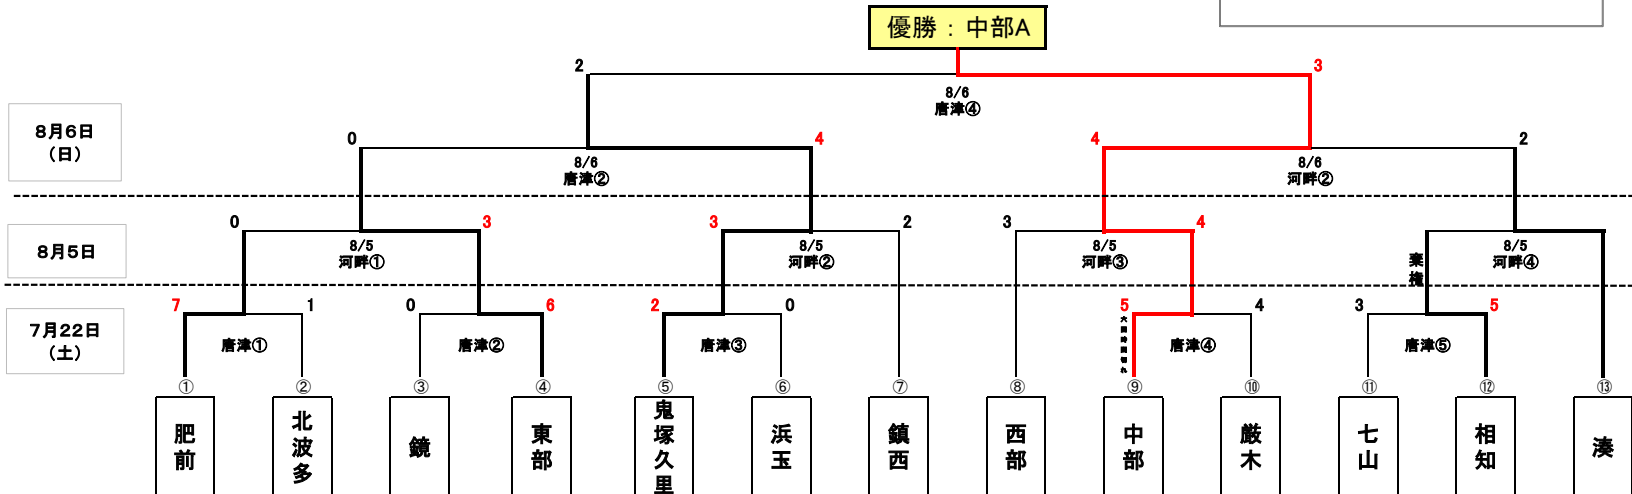 優勝：中部A
2
3
8/6
唐津④
8月6日
（日）
0
4
4
2
8/6
唐津②
8/6
河畔②
0
3
3
2
3
4
8月5日
8/5
河畔①
8/5
河畔②
8/5
河畔③
棄権
8/5
河畔④
7月22日
（土）
7
1
0
6
2
0
5
4
3
5
六回時間切れ
唐津①
唐津②
唐津③
唐津④
唐津⑤
①
②
③
④
⑤
⑥
⑦
⑧
⑨
⑩
⑪
⑫
⑬
肥前
北波多
鏡
東部
鬼塚久里
浜玉
鎮西
西部
中部
厳木
七山
相知
湊